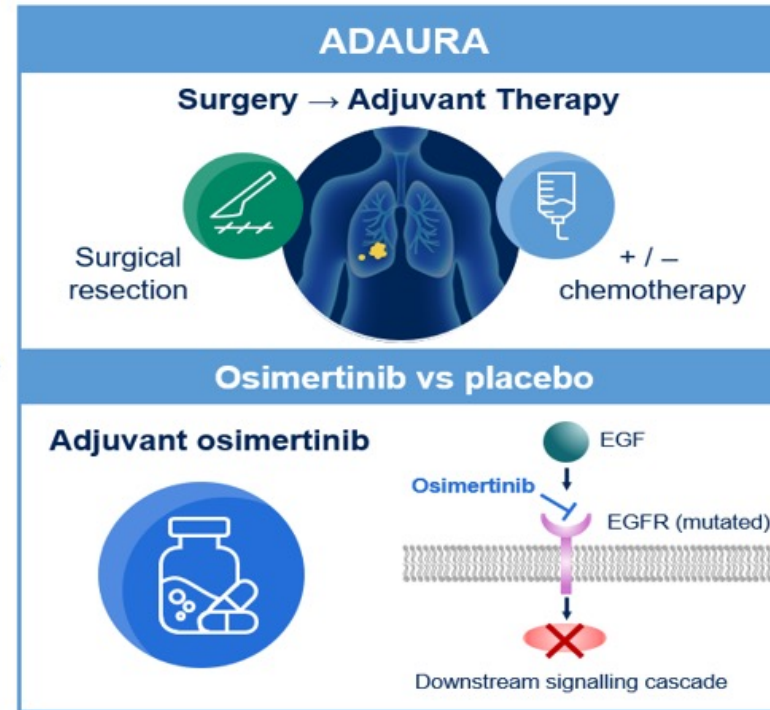 ADAURA
Surgery → Adjuvant Therapy
Surgical
resection
+ / –
chemotherapy
Osimertinib vs placebo
Adjuvant osimertinib
EGF
Osimertinib
EGFR (mutated)
Downstream signalling cascade